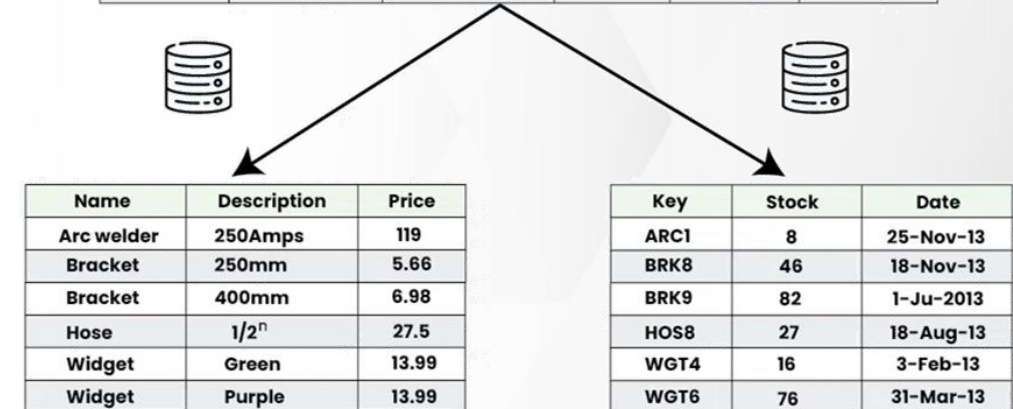 Name Description Price
Arc welder 250Amps 119
Bracket 250mm 5.66
Bracket 400mm 6.98
Hose 1/2ⁿ 27.5
Widget Green 13.99
Widget Purple 13.99
Key Stock Date
ARC1 8 25-Nov-13
BRK8 46 18-Nov-13
BRK9 82 1-Ju-2013
HOS8 27 18-Aug-13
WGT4 16 3-Feb-13
WGT6 76 31-Mar-13